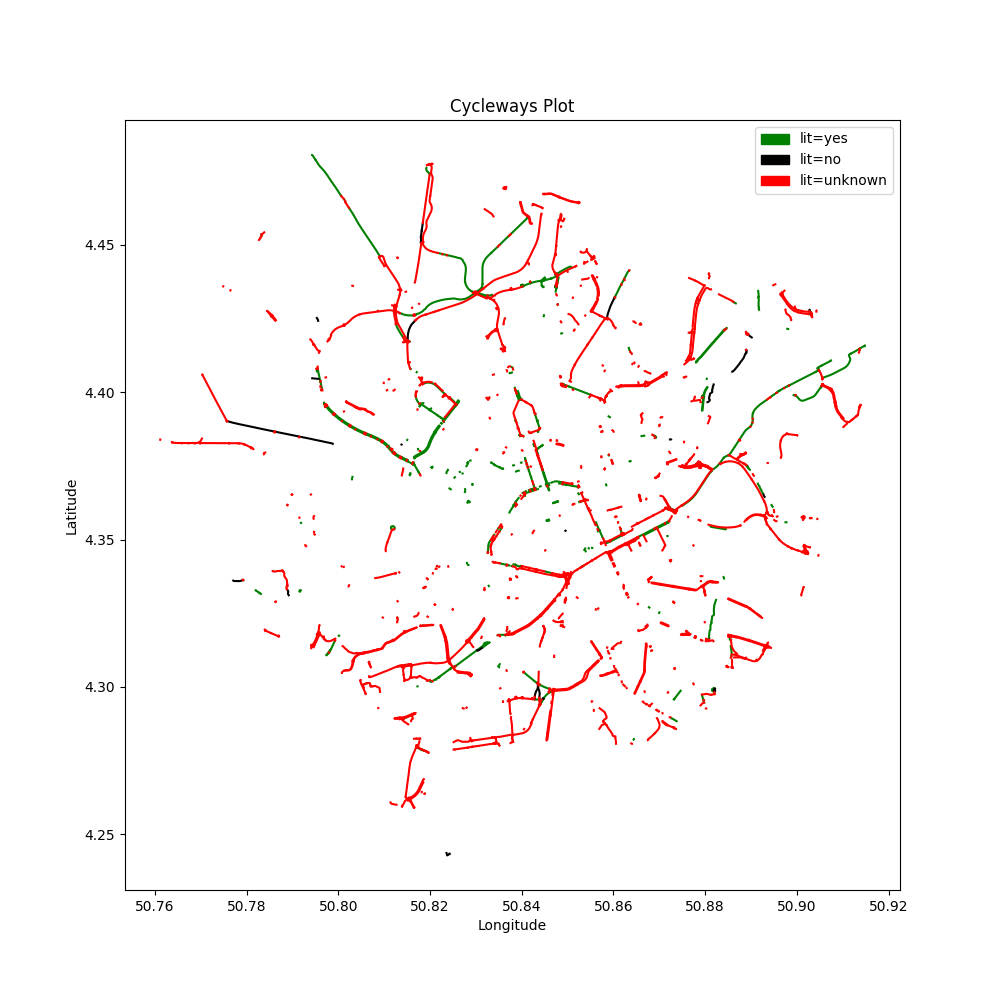 Cycleways Plot
lit=yes
lit=no
lit=unknown
Latitude
4.45
4.40
4.35
4.30
4.25
50.76 50.78 50.80 50.82 50.84 50.86 50.88 50.90 50.92
Longitude